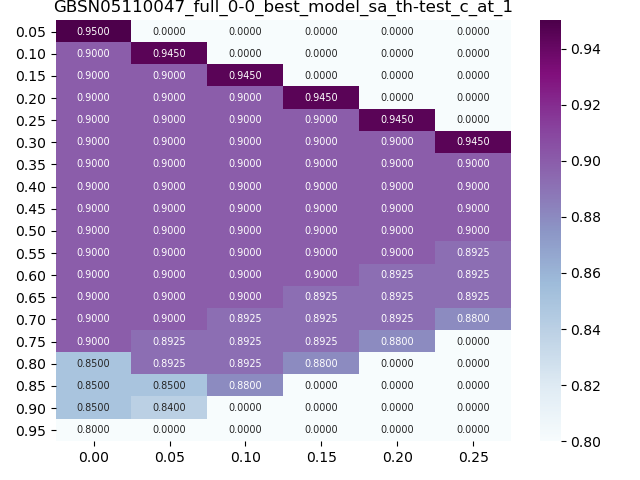 GBSN05110047_full_0-0_best_model_sa_th-test_c_at_1
0.05 0.9500 0.0000 0.0000 0.0000 0.0000 0.0000
0.10 0.9000 0.9450 0.0000 0.0000 0.0000 0.0000
0.15 0.9000 0.9000 0.9450 0.0000 0.0000 0.0000
0.20 0.9000 0.9000 0.9000 0.9450 0.0000 0.0000
0.25 0.9000 0.9000 0.9000 0.9000 0.9450 0.0000
0.30 0.9000 0.9000 0.9000 0.9000 0.9000 0.9450
0.35 0.9000 0.9000 0.9000 0.9000 0.9000 0.9000
0.40 0.9000 0.9000 0.9000 0.9000 0.9000 0.9000
0.45 0.9000 0.9000 0.9000 0.9000 0.9000 0.9000
0.50 0.9000 0.9000 0.9000 0.9000 0.9000 0.9000
0.55 0.9000 0.9000 0.9000 0.9000 0.9000 0.8925
0.60 0.9000 0.9000 0.9000 0.9000 0.8925 0.8925
0.65 0.9000 0.9000 0.9000 0.8925 0.8925 0.8925
0.70 0.9000 0.9000 0.8925 0.8925 0.8925 0.8800
0.75 0.9000 0.8925 0.8925 0.8925 0.8800 0.0000
0.80 0.8500 0.8925 0.8925 0.8800 0.0000 0.0000
0.85 0.8500 0.8500 0.8800 0.0000 0.0000 0.0000
0.90 0.8500 0.8400 0.0000 0.0000 0.0000 0.0000
0.95 0.8000 0.0000 0.0000 0.0000 0.0000 0.0000
0.00 0.05 0.10 0.15 0.20 0.25
0.94
0.92
0.90
0.88
0.86
0.84
0.82
0.80